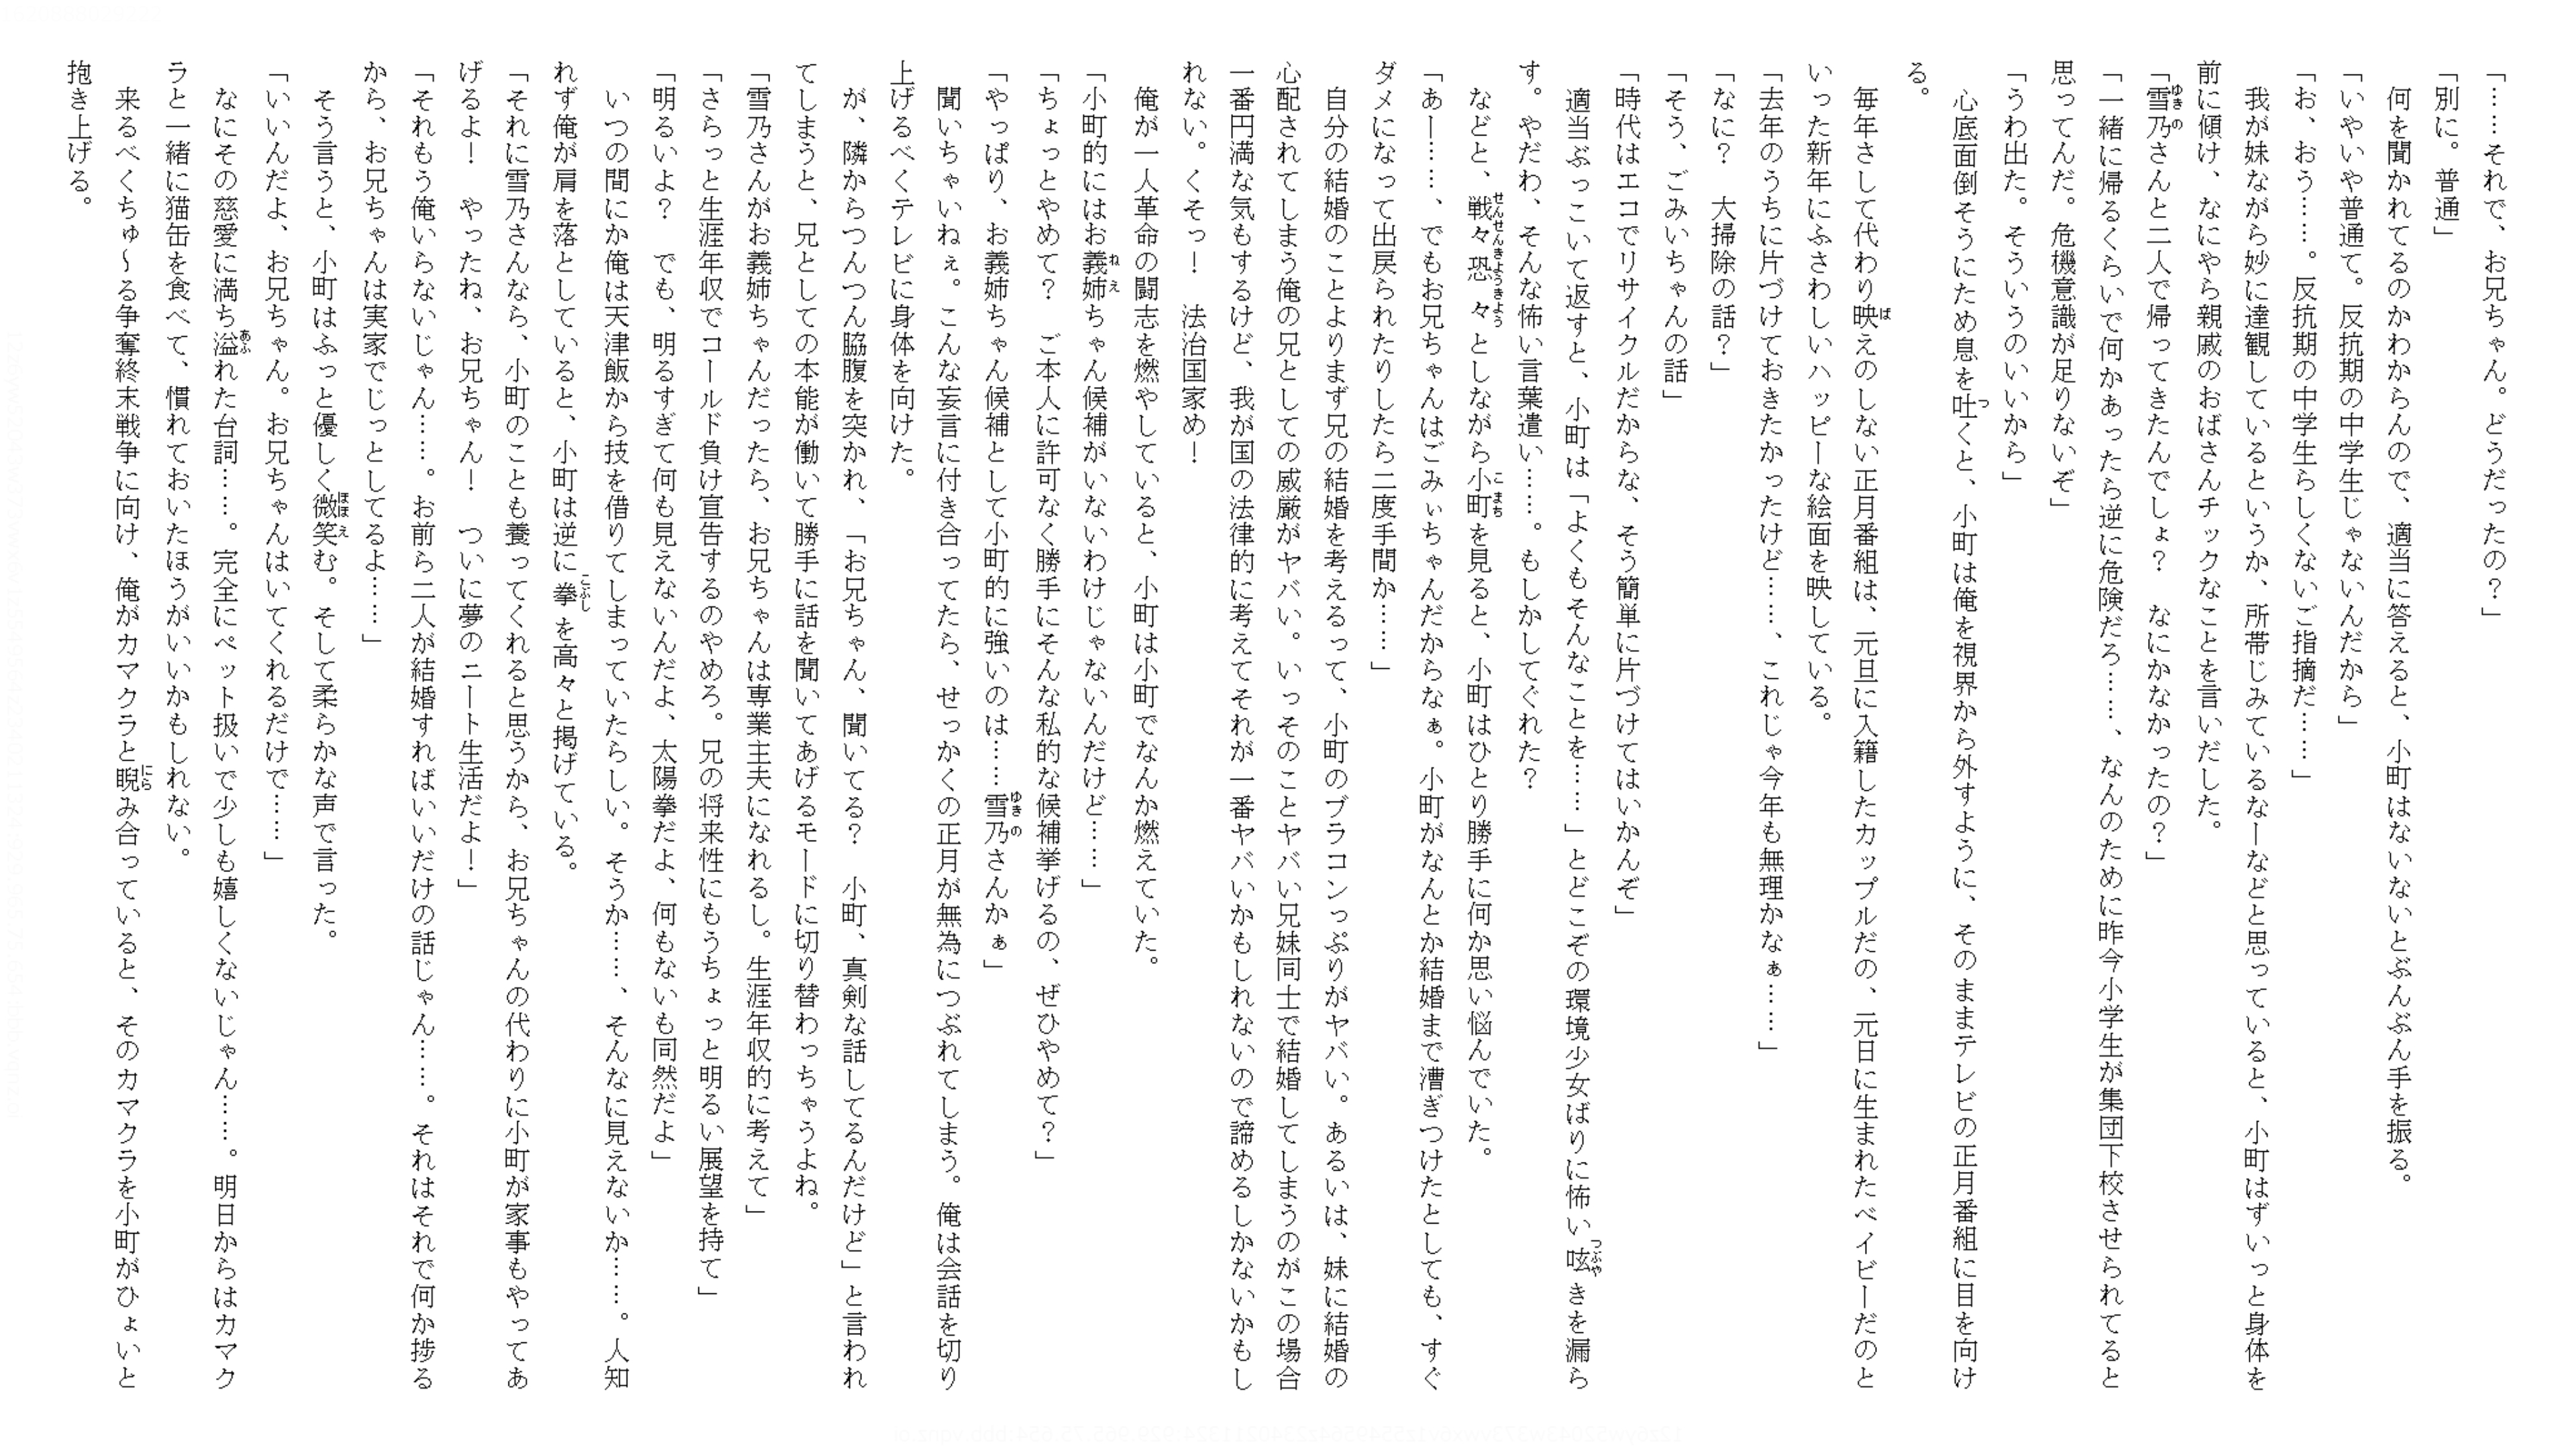 「……それで、お兄ちゃん。どうだったの？」
「別に。普通」
　何を聞かれてるのかわからんので、適当に答えると、小町はないないとぶんぶん手を振る。
「いやいや普通て。反抗期の中学生じゃないんだから」
「お、おう……。反抗期の中学生らしくないご指摘だ……」
　我が妹ながら妙に達観しているというか、所帯じみているなーなどと思っていると、小町はずいっと身体を
前に傾け、なにやら親戚のおばさんチックなことを言いだした。
「雪乃さんと二人で帰ってきたんでしょ？　なにかなかったの？」
「一緒に帰るくらいで何かあったら逆に危険だろ……、なんのために昨今小学生が集団下校させられてると
思ってんだ。危機意識が足りないぞ」
「うわ出た。そういうのいいから」
　心底面倒そうにため息を吐くと、小町は俺を視界から外すように、そのままテレビの正月番組に目を向け
る。
　毎年さして代わり映えのしない正月番組は、元旦に入籍したカップルだの、元日に生まれたベイビーだのと
いった新年にふさわしいハッピーな絵面を映している。
「去年のうちに片づけておきたかったけど……、これじゃ今年も無理かなぁ……」
「なに？　大掃除の話？」
「そう、ごみいちゃんの話」
「時代はエコでリサイクルだからな、そう簡単に片づけてはいかんぞ」
　適当ぶっこいて返すと、小町は「よくもそんなことを……」とどこぞの環境少女ばりに怖い呟きを漏ら
す。やだわ、そんな怖い言葉遣い……。もしかしてぐれた？
　などと、戦々恐々としながら小町を見ると、小町はひとり勝手に何か思い悩んでいた。
「あー……、でもお兄ちゃんはごみぃちゃんだからなぁ。小町がなんとか結婚まで漕ぎつけたとしても、すぐ
ダメになって出戻られたりしたら二度手間か……」
　自分の結婚のことよりまず兄の結婚を考えるって、小町のブラコンっぷりがヤバい。あるいは、妹に結婚の
心配されてしまう俺の兄としての威厳がヤバい。いっそのことヤバい兄妹同士で結婚してしまうのがこの場合
一番円満な気もするけど、我が国の法律的に考えてそれが一番ヤバいかもしれないので諦めるしかないかもし
れない。くそっ！　法治国家め！
　俺が一人革命の闘志を燃やしていると、小町は小町でなんか燃えていた。
「小町的にはお義姉ちゃん候補がいないわけじゃないんだけど……」
「ちょっとやめて？　ご本人に許可なく勝手にそんな私的な候補挙げるの、ぜひやめて？」
「やっぱり、お義姉ちゃん候補として小町的に強いのは……雪乃さんかぁ」
　聞いちゃいねぇ。こんな妄言に付き合ってたら、せっかくの正月が無為につぶれてしまう。俺は会話を切り
上げるべくテレビに身体を向けた。
　が、隣からつんつん脇腹を突かれ、「お兄ちゃん、聞いてる？　小町、真剣な話してるんだけど」と言われ
てしまうと、兄としての本能が働いて勝手に話を聞いてあげるモードに切り替わっちゃうよね。
「雪乃さんがお義姉ちゃんだったら、お兄ちゃんは専業主夫になれるし。生涯年収的に考えて」
「さらっと生涯年収でコールド負け宣告するのやめろ。兄の将来性にもうちょっと明るい展望を持て」
「明るいよ？　でも、明るすぎて何も見えないんだよ、太陽拳だよ、何もないも同然だよ」
　いつの間にか俺は天津飯から技を借りてしまっていたらしい。そうか……、そんなに見えないか……。人知
れず俺が肩を落としていると、小町は逆に拳を高々と掲げている。
「それに雪乃さんなら、小町のことも養ってくれると思うから、お兄ちゃんの代わりに小町が家事もやってあ
げるよ！　やったね、お兄ちゃん！　ついに夢のニート生活だよ！」
「それもう俺いらないじゃん……。お前ら二人が結婚すればいいだけの話じゃん……。それはそれで何か捗る
から、お兄ちゃんは実家でじっとしてるよ……」
　そう言うと、小町はふっと優しく微笑む。そして柔らかな声で言った。
「いいんだよ、お兄ちゃん。お兄ちゃんはいてくれるだけで……」
　なにその慈愛に満ち溢れた台詞……。完全にペット扱いで少しも嬉しくないじゃん……。明日からはカマク
ラと一緒に猫缶を食べて、慣れておいたほうがいいかもしれない。
　来るべくちゅ～る争奪終末戦争に向け、俺がカマクラと睨み合っていると、そのカマクラを小町がひょいと
抱き上げる。